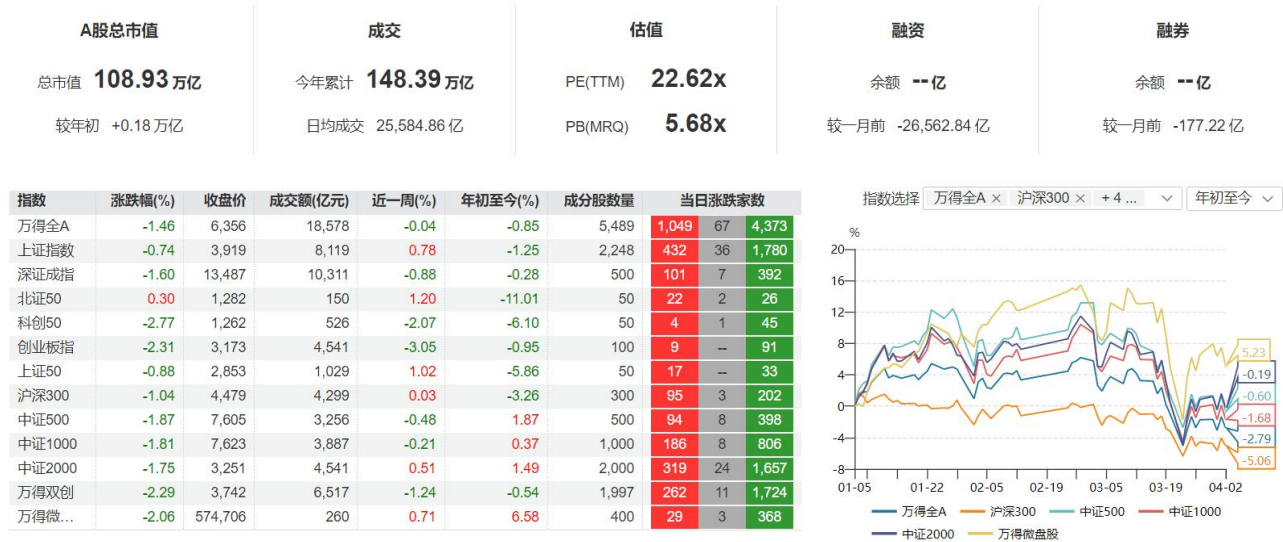 A股总市值 成交 估值 融资 融券
总市值 108.93 万亿 今年累计 148.39 万亿 PE(TTM) 22.62x 余额 --亿 余额 --亿
较年初 +0.18 万亿 日均成交 25,584.86 亿 PB(MRQ) 5.68x 较一月前 -26,562.84 亿 较一月前 -177.22 亿
指数 涨跌幅(%) 收盘价 成交额(亿元) 近一周(%) 年初至今(%) 成分股数量 当日涨跌家数
万得全A -1.46 6,356 18,578 -0.04 -0.85 5,489 1,049 67 4,373
上证指数 -0.74 3,919 8,119 0.78 -1.25 2,248 432 36 1,780
深证成指 -1.60 13,487 10,311 -0.88 -0.28 500 101 7 392
北证50 0.30 1,282 150 1.20 -11.01 50 22 2 26
科创50 -2.77 1,262 526 -2.07 -6.10 50 4 1 45
创业板指 -2.31 3,173 4,541 -3.05 -0.95 100 9 -- 91
上证50 -0.88 2,853 1,029 1.02 -5.86 50 17 -- 33
沪深300 -1.04 4,479 4,299 0.03 -3.26 300 95 3 202
中证500 -1.87 7,605 3,256 -0.48 1.87 500 94 8 398
中证1000 -1.81 7,623 3,887 -0.21 0.37 1,000 186 8 806
中证2000 -1.75 3,251 4,541 0.51 1.49 2,000 319 24 1,657
万得双创 -2.29 3,742 6,517 -1.24 -0.54 1,997 262 11 1,724
万得微... -2.06 574,706 260 0.71 6.58 400 29 3 368
指数选择 万得全A × 沪深300 × + 4 ... 年初至今
%
20
16
12
8
4
0
-4
-8
5.23
-0.19
-0.60
-1.68
-2.79
-5.06
01-05 01-22 02-05 02-19 03-05 03-19 04-02
万得全A 沪深300 中证500 中证1000
中证2000 万得微盘股